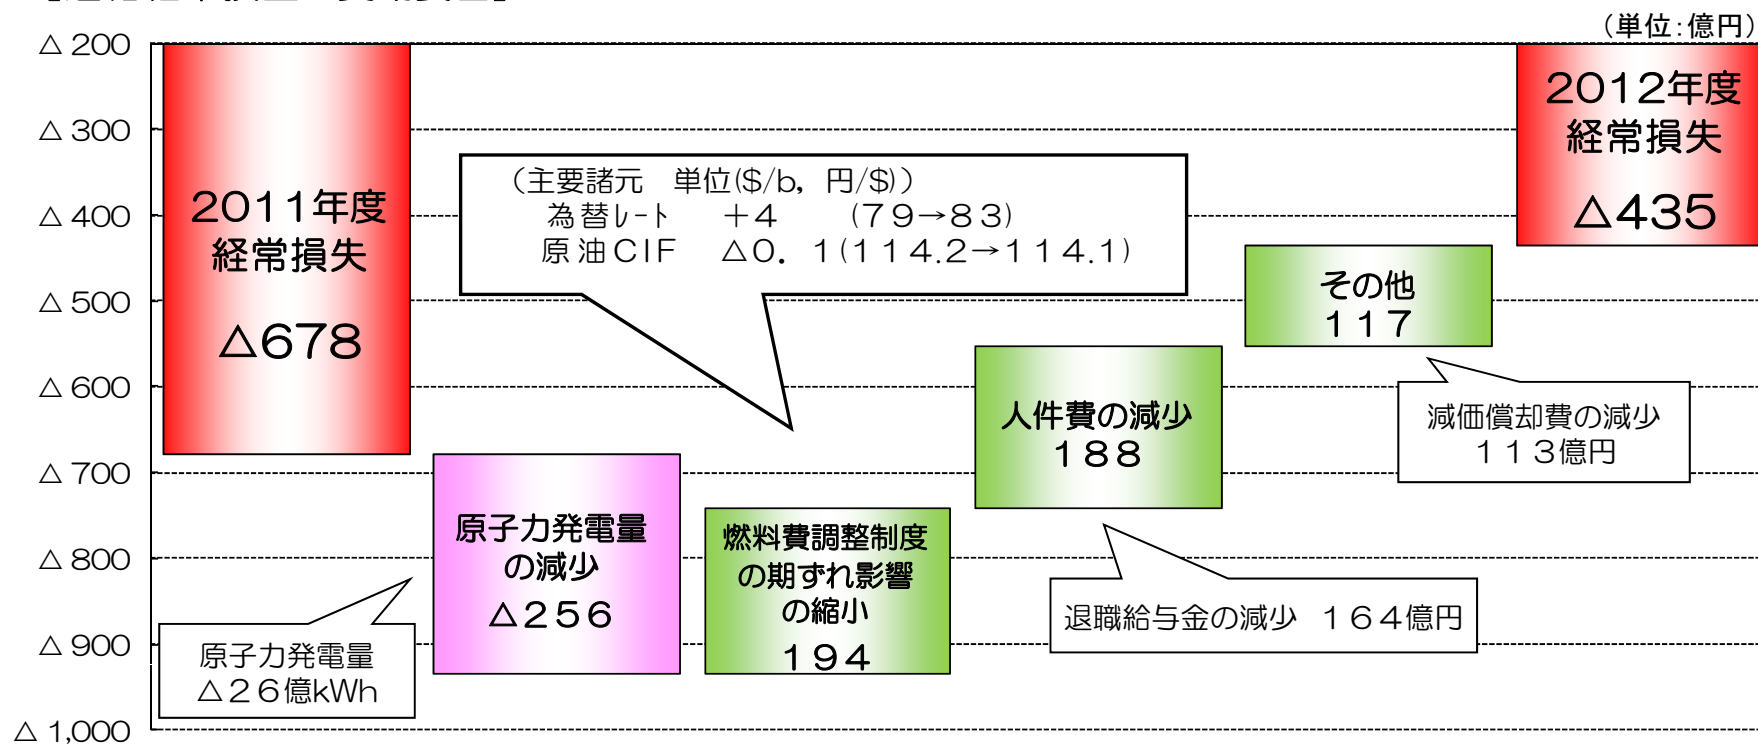 （単位：億円）
△ 200
△ 300
△ 400
△ 500
△ 600
△ 700
△ 800
△ 900
△ 1,000
2011年度
経常損失
△678
（主要諸元　単位($/b，円/$)）
為替ﾚｰﾄ　＋4　（79→83）
原油CIF　△0．1（114.2→114.1）
原子力発電量
の減少
△256
原子力発電量
△26億kWh
燃料費調整制度
の期ずれ影響
の縮小
194
人件費の減少
188
退職給与金の減少　164億円
その他
117
減価償却費の減少
113億円
2012年度
経常損失
△435